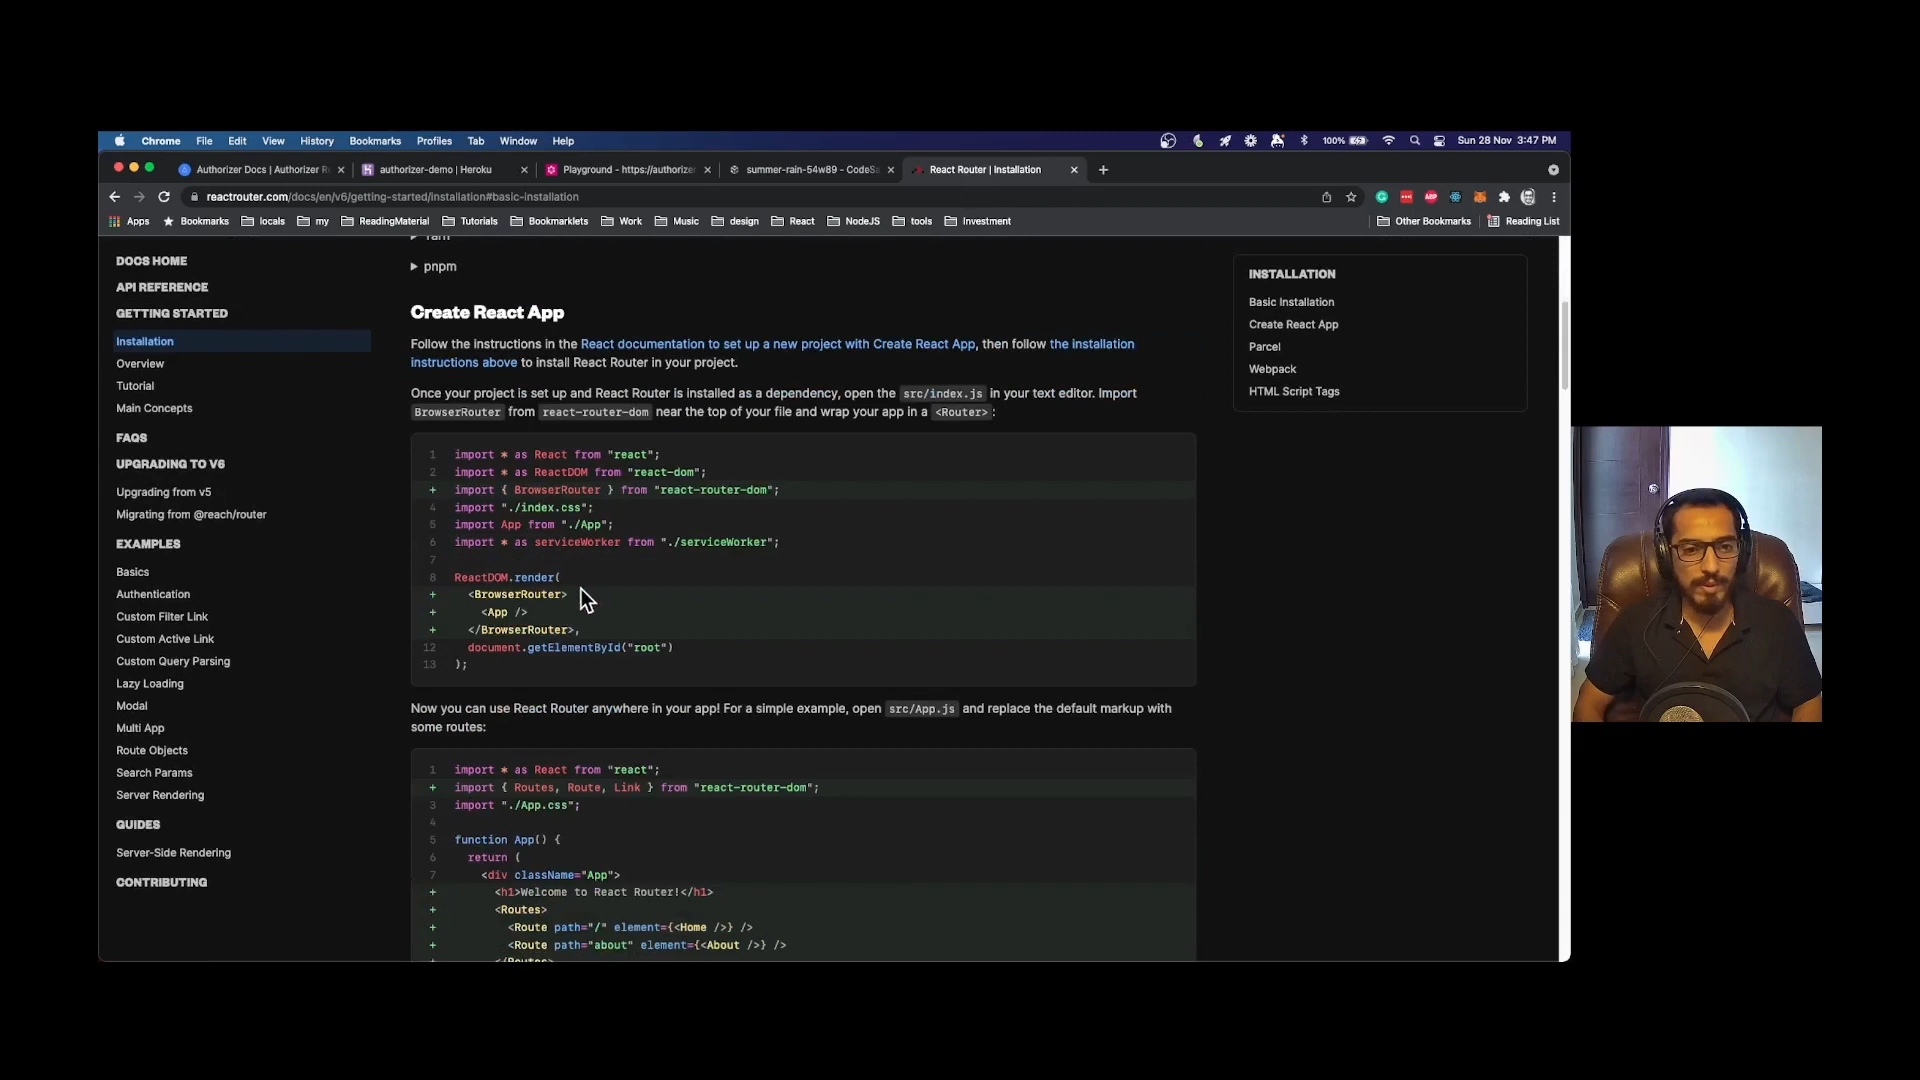 Chrome File Edit View History Bookmarks Profiles Tab Window Help 100% Sun 28 Nov 3:47 PM
Authorizer Docs | Authorizer authorizer-demo | Heroku Playground - https://authorizer summer-rain-54w89 - CodeSa React Router | Installation
reactrouter.com/docs/en/v6/getting-started/installation#basic-installation
Apps Bookmarks locals my ReadingMaterial Tutorials Bookmarklets Work Music design React NodeJS tools Investment Other Bookmarks Reading List
DOCS HOME
API REFERENCE
GETTING STARTED
Installation
Overview
Tutorial
Main Concepts
FAQS
UPGRADING TO V6
Upgrading from v5
Migrating from @reach/router
EXAMPLES
Basics
Authentication
Custom Filter Link
Custom Active Link
Custom Query Parsing
Lazy Loading
Modal
Multi App
Route Objects
Search Params
Server Rendering
GUIDES
Server-Side Rendering
CONTRIBUTING
pnpm
Create React App
Follow the instructions in the React documentation to set up a new project with Create React App, then follow the installation
instructions above to install React Router in your project.
Once your project is set up and React Router is installed as a dependency, open the src/index.js in your text editor. Import
BrowserRouter from react-router-dom near the top of your file and wrap your app in a <Router>:
1 import * as React from "react";
2 import * as ReactDOM from "react-dom";
+ import { BrowserRouter } from "react-router-dom";
4 import "./index.css";
5 import App from "./App";
6 import * as serviceWorker from "./serviceWorker";
7
8 ReactDOM.render(
+ <BrowserRouter>
+ <App />
+ </BrowserRouter>,
12 document.getElementById("root")
13 );
Now you can use React Router anywhere in your app! For a simple example, open src/App.js and replace the default markup with
some routes:
1 import * as React from "react";
+ import { Routes, Route, Link } from "react-router-dom";
3 import "./App.css";
4
5 function App() {
6 return (
7 <div className="App">
+ <h1>Welcome to React Router!</h1>
+ <Routes>
+ <Route path="/" element={<Home />} />
+ <Route path="about" element={<About />} />
+ </Routes>
INSTALLATION
Basic Installation
Create React App
Parcel
Webpack
HTML Script Tags